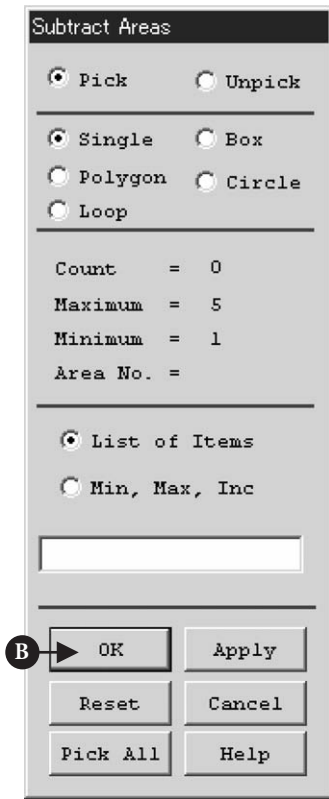 Subtract Areas
Pick Unpick
Single Box
Polygon Circle
Loop
Count = 0
Maximum = 5
Minimum = 1
Area No. =
List of Items
Min, Max, Inc
B OK Apply
Reset Cancel
Pick All Help